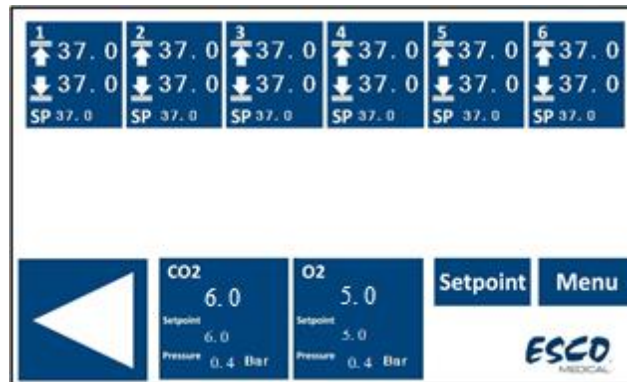 1 2 3 4 5 6
37.0 37.0 37.0 37.0 37.0 37.0
37.0 37.0 37.0 37.0 37.0 37.0
SP 37.0 SP 37.0 SP 37.0 SP 37.0 SP 37.0 SP 37.0
CO2
6.0
Setpoint
6.0
Pressure 0.4 Bar
O2
5.0
Setpoint
5.0
Pressure 0.4 Bar
Setpoint
Menu
ESCO
MEDICAL